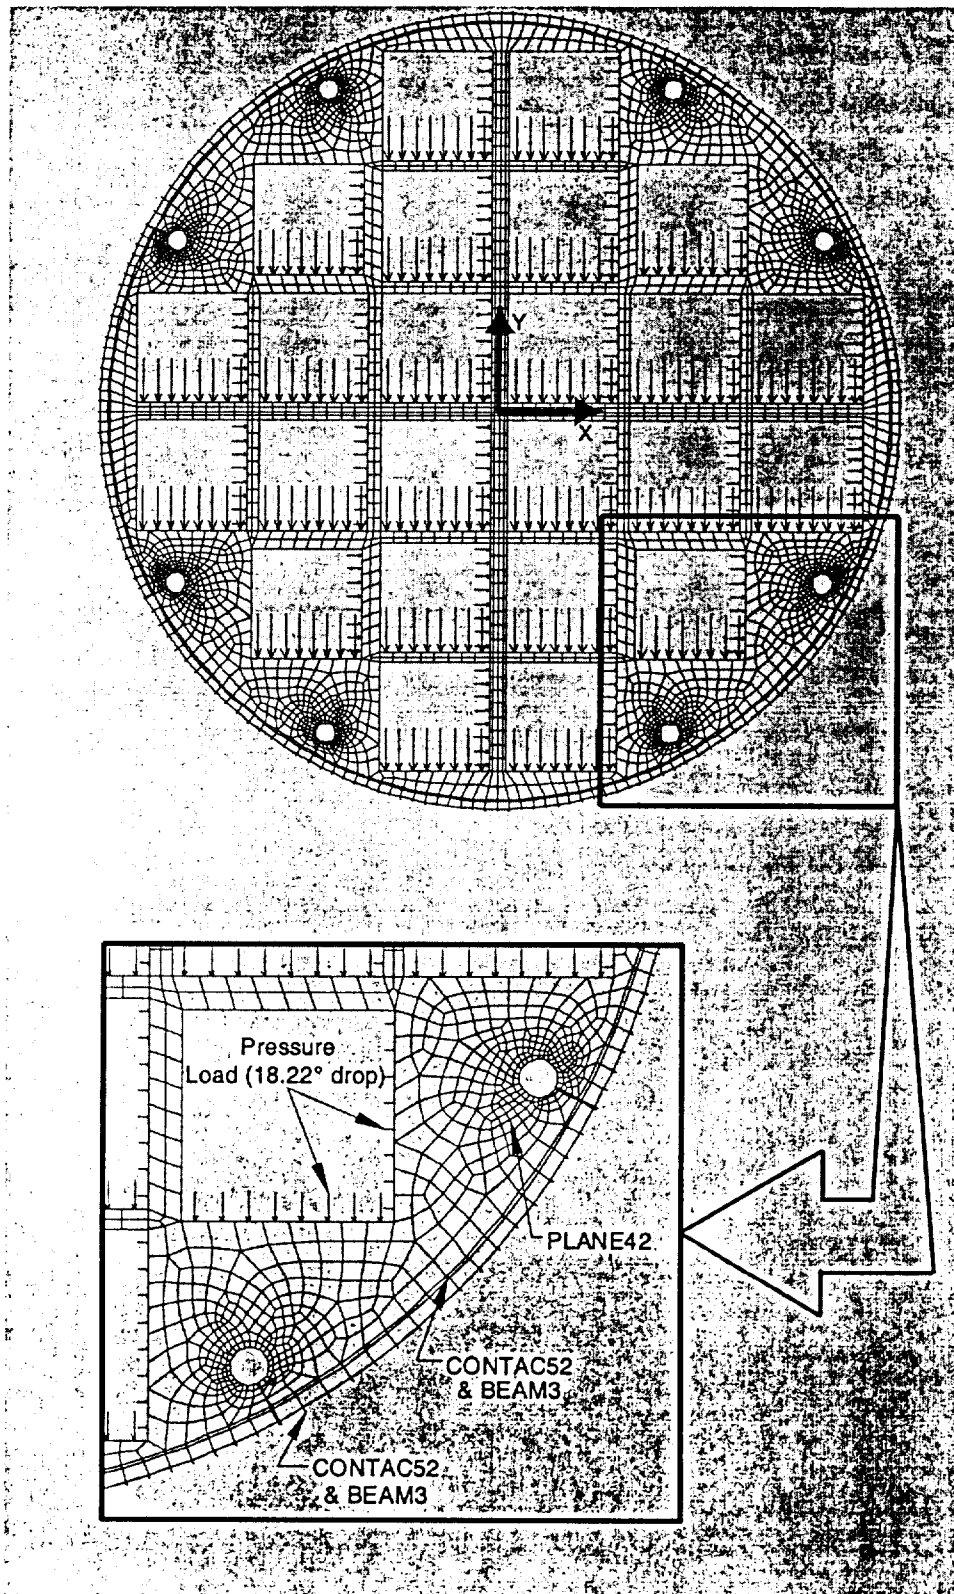 Y
X
Pressure
Load (18.22° drop)
PLANE42
CONTAC52
& BEAM3
CONTAC52
& BEAM3